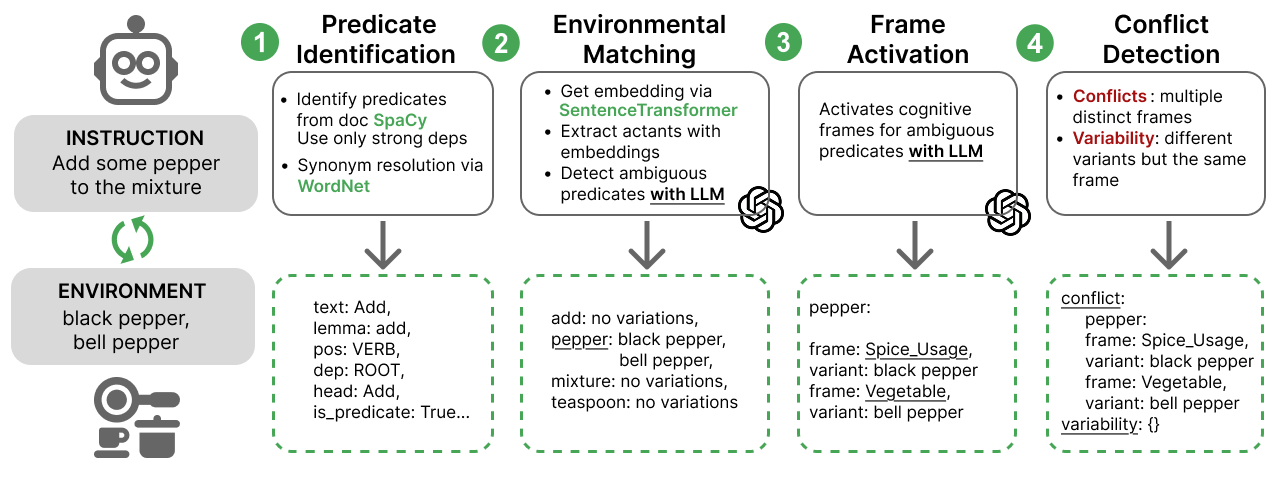 INSTRUCTION
Add some pepper
to the mixture
ENVIRONMENT
black pepper,
bell pepper
1
Predicate
Identification
• Identify predicates
from doc SpaCy
Use only strong deps
• Synonym resolution via
WordNet
text: Add,
lemma: add,
pos: VERB,
dep: ROOT,
head: Add,
is_predicate: True...
2
Environmental
Matching
• Get embedding via
SentenceTransformer
• Extract actants with
embeddings
• Detect ambiguous
predicates with LLM
add: no variations,
pepper: black pepper,
bell pepper,
mixture: no variations,
teaspoon: no variations
3
Frame
Activation
Activates cognitive
frames for ambiguous
predicates with LLM
pepper:
frame: Spice_Usage,
variant: black pepper
frame: Vegetable,
variant: bell pepper
4
Conflict
Detection
• Conflicts : multiple
distinct frames
• Variability: different
variants but the same
frame
conflict:
pepper:
frame: Spice_Usage,
variant: black pepper
frame: Vegetable,
variant: bell pepper
variability: {}